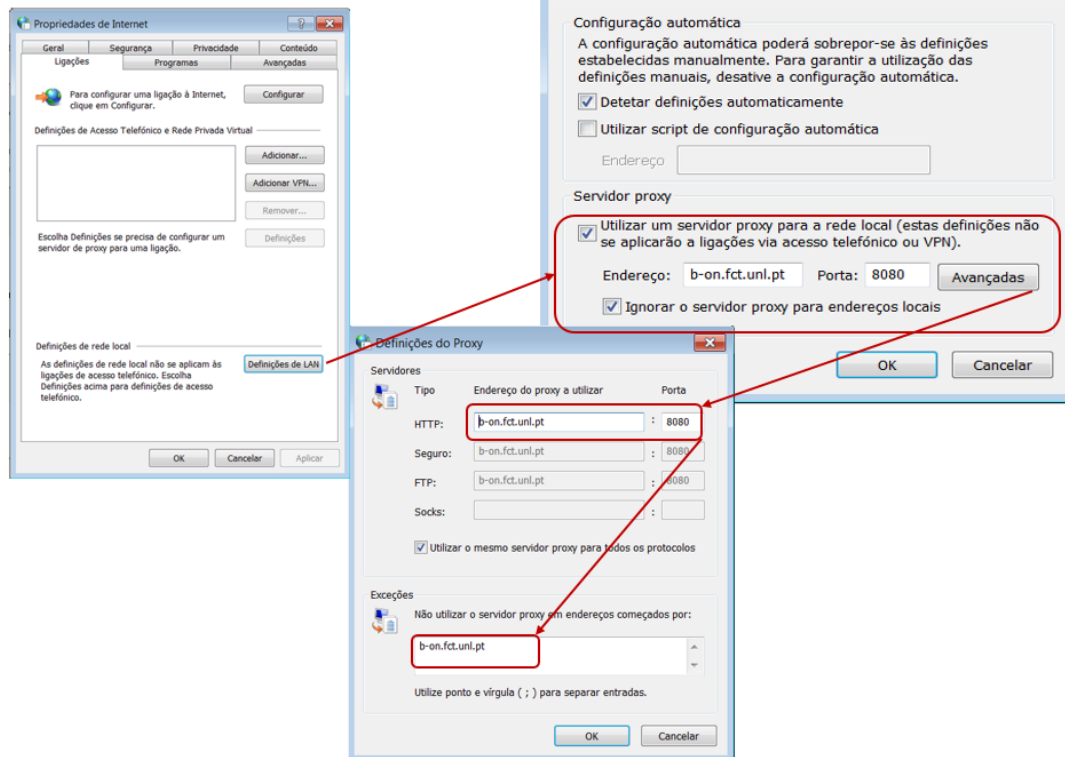 Propriedades de Internet
Geral Segurança Privacidade Conteúdo
Ligações Programas Avançadas
Para configurar uma ligação à Internet,
clique em Configurar.
Configurar
Definições de Acesso Telefónico e Rede Privada Virtual
Adicionar...
Adicionar VPN...
Remover...
Escolha Definições se precisa de configurar um
servidor de proxy para uma ligação.
Definições
Definições de rede local
As definições de rede local não se aplicam às
ligações de acesso telefónico. Escolha
Definições acima para definições de acesso
telefónico.
Definições de LAN
OK Cancelar Aplicar
Configuração automática
A configuração automática poderá sobrepor-se às definições
estabelecidas manualmente. Para garantir a utilização das
definições manuais, desative a configuração automática.
Detetar definições automaticamente
Utilizar script de configuração automática
Endereço
Servidor proxy
Utilizar um servidor proxy para a rede local (estas definições não
se aplicarão a ligações via acesso telefónico ou VPN).
Endereço: b-on.fct.unl.pt Porta: 8080 Avançadas
Ignorar o servidor proxy para endereços locais
OK Cancelar
Definições do Proxy
Servidores
Tipo Endereço do proxy a utilizar Porta
HTTP: b-on.fct.unl.pt : 8080
Seguro: b-on.fct.unl.pt : 8080
FTP: b-on.fct.unl.pt : 8080
Socks: :
Utilizar o mesmo servidor proxy para todos os protocolos
Exceções
Não utilizar o servidor proxy em endereços começados por:
b-on.fct.unl.pt
Utilize ponto e vírgula ( ; ) para separar entradas.
OK Cancelar